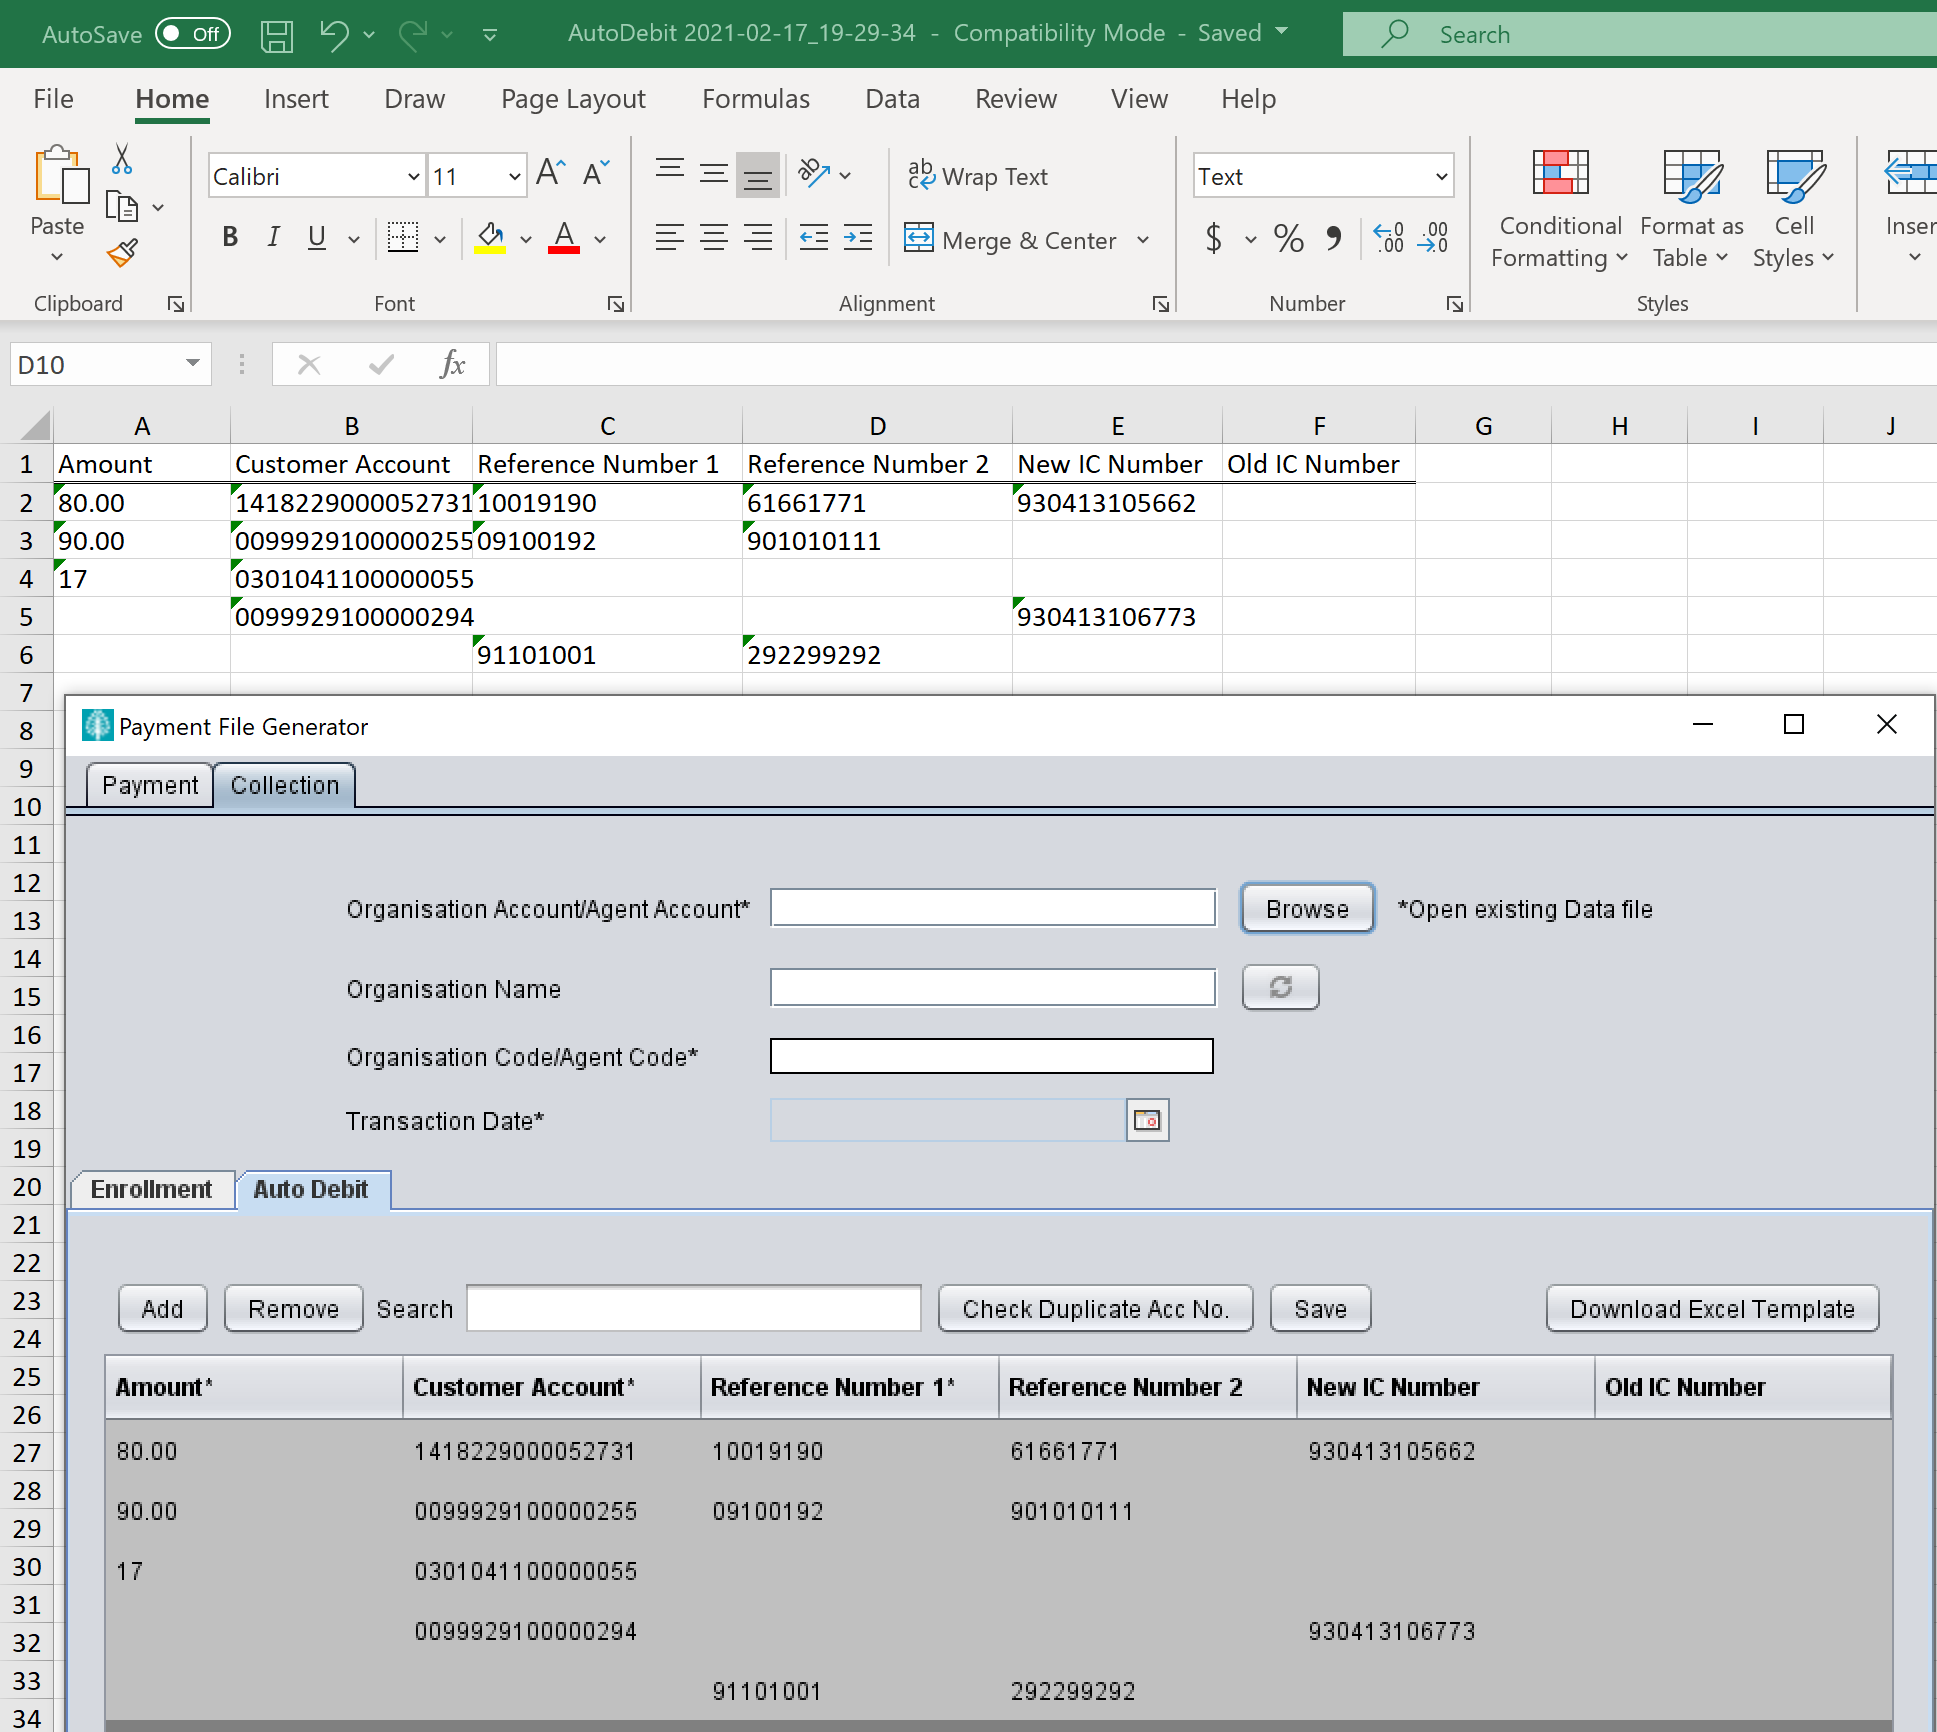 AutoSave Off AutoDebit 2021-02-17_19-29-34 - Compatibility Mode - Saved Search
File Home Insert Draw Page Layout Formulas Data Review View Help
Calibri 11 ab Wrap Text Text
Paste B I U A Merge & Center $ % Conditional Formatting Format as Table Cell Styles Inser
Clipboard Font Alignment Number Styles
D10 fx
A B C D E F G H I J
1 Amount Customer Account Reference Number 1 Reference Number 2 New IC Number Old IC Number
2 80.00 1418229000052731 10019190 61661771 930413105662
3 90.00 0099929100000255 09100192 901010111
4 17 0301041100000055
5 0099929100000294 930413106773
6 91101001 292299292
7
8 Payment File Generator
9
10 Payment Collection
11
12
13 Organisation Account/Agent Account* Browse *Open existing Data file
14
15 Organisation Name
16
17 Organisation Code/Agent Code*
18 Transaction Date*
19
20 Enrollment Auto Debit
21
22
23 Add Remove Search Check Duplicate Acc No. Save Download Excel Template
24
25 Amount* Customer Account* Reference Number 1* Reference Number 2 New IC Number Old IC Number
26
27 80.00 1418229000052731 10019190 61661771 930413105662
28
29 90.00 0099929100000255 09100192 901010111
30 17 0301041100000055
31
32 0099929100000294 930413106773
33 91101001 292299292
34